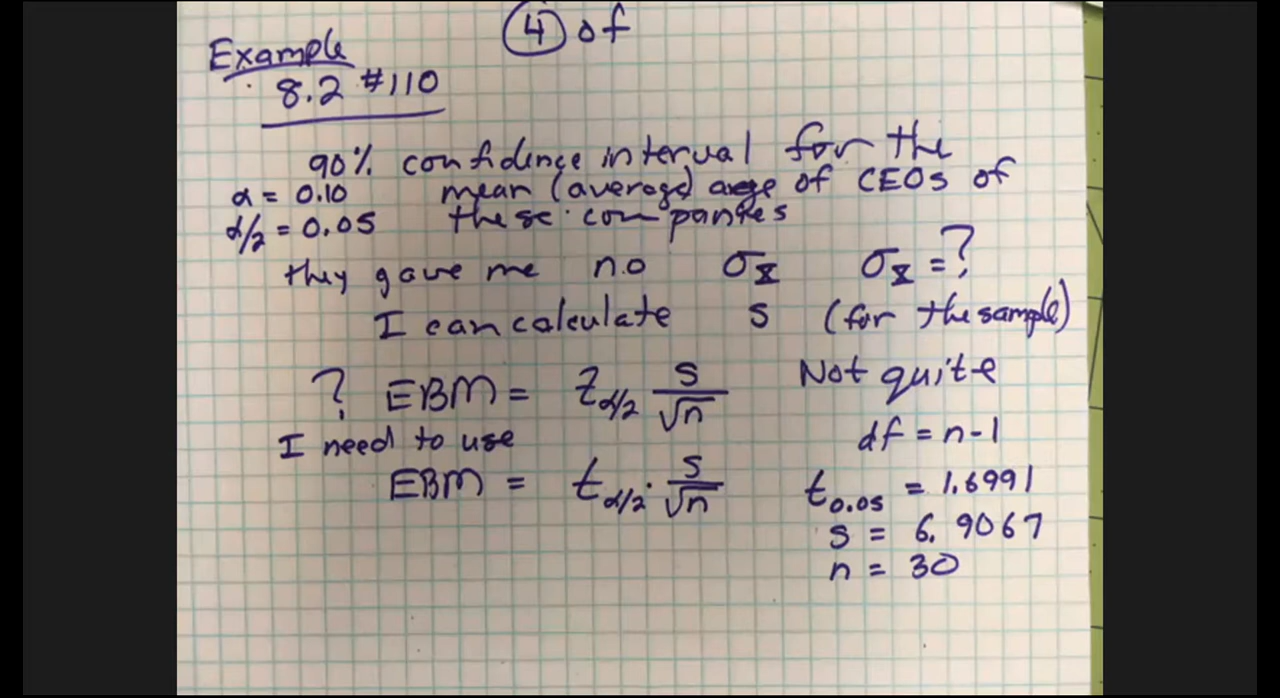 Example
④ of
8.2 #110
90% confidence interval for the
α = 0.10 mean (average) age of CEOs of
α/2 = 0.05 these companies
they gave me no σx σx = ?
I can calculate s (for the sample)
? EBM = zα/2 s/√n Not quite
I need to use df = n-1
EBM = tα/2 · s/√n t0.05 = 1.6991
s = 6.9067
n = 30